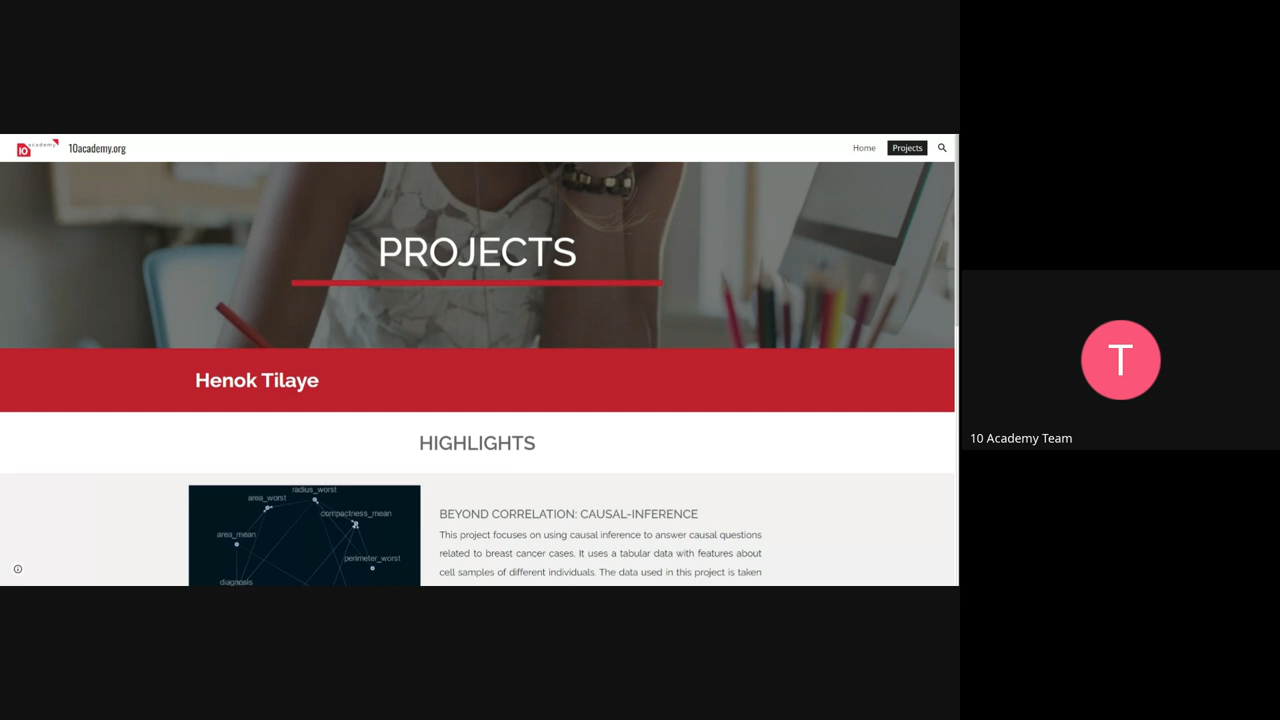 10 academy 10academy.org Home Projects
PROJECTS
Henok Tilaye
HIGHLIGHTS
radius_worst
area_worst
compactness_mean
area_mean
perimeter_worst
diagnosis
BEYOND CORRELATION: CAUSAL-INFERENCE
This project focuses on using causal inference to answer causal questions
related to breast cancer cases. It uses a tabular data with features about
cell samples of different individuals. The data used in this project is taken
T
10 Academy Team